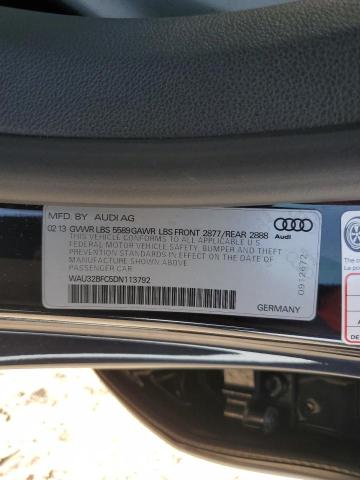 MFD. BY AUDI AG
02 13 GVWR LBS 5589 GAWR LBS FRONT 2877/REAR 2888
THIS VEHICLE CONFORMS TO ALL APPLICABLE U.S.
FEDERAL MOTOR VEHICLE SAFETY, BUMPER AND THEFT
PREVENTION STANDARDS IN EFFECT ON THE DATE OF
MANUFACTURE SHOWN ABOVE
PASSENGER CAR
WAU32BFC5DN113792
GERMANY
Audi
0912672